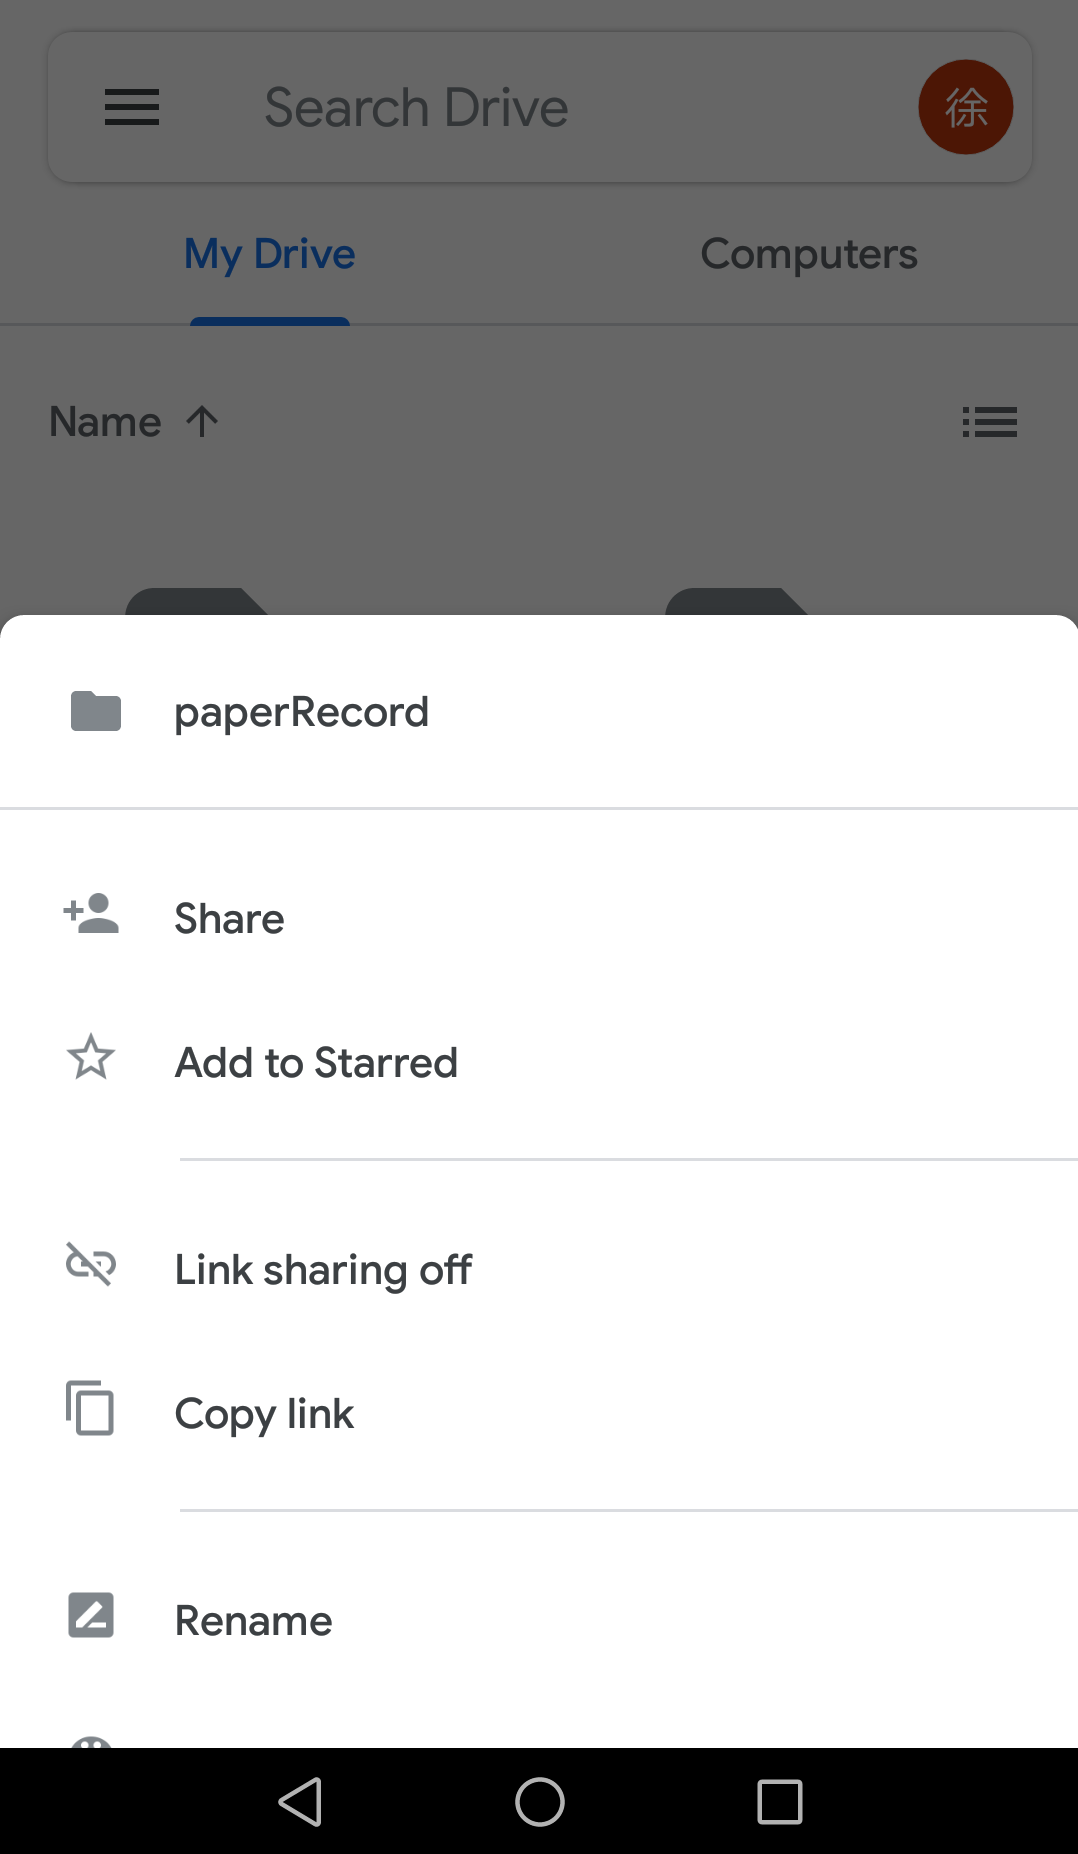 Search Drive
徐
My Drive
Computers
Name
paperRecord
Share
Add to Starred
Link sharing off
Copy link
Rename